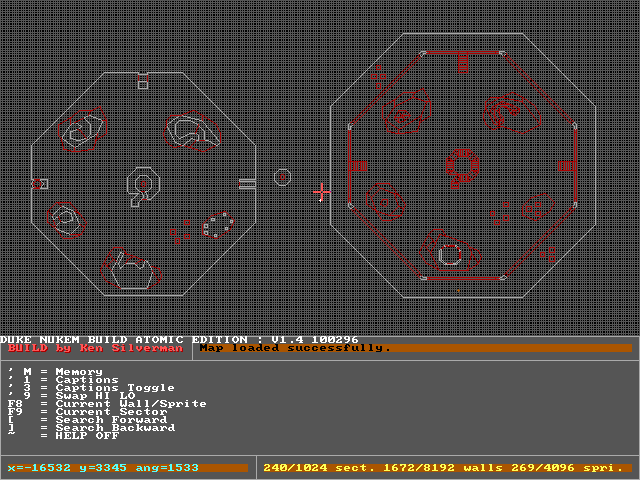 DUKE NUKEM BUILD ATOMIC EDITION : V1.4 100296
BUILD by Ken Silverman
Map loaded successfully.
' M = Memory
' 1 = Captions
' 3 = Captions Toggle
' 9 = Swap HI LO
F8 = Current Wall/Sprite
F9 = Current Sector
[ = Search Forward
] = Search Backward
~ = HELP OFF
x=-16532 y=3345 ang=1533
240/1024 sect. 1672/8192 walls 269/4096 spri.